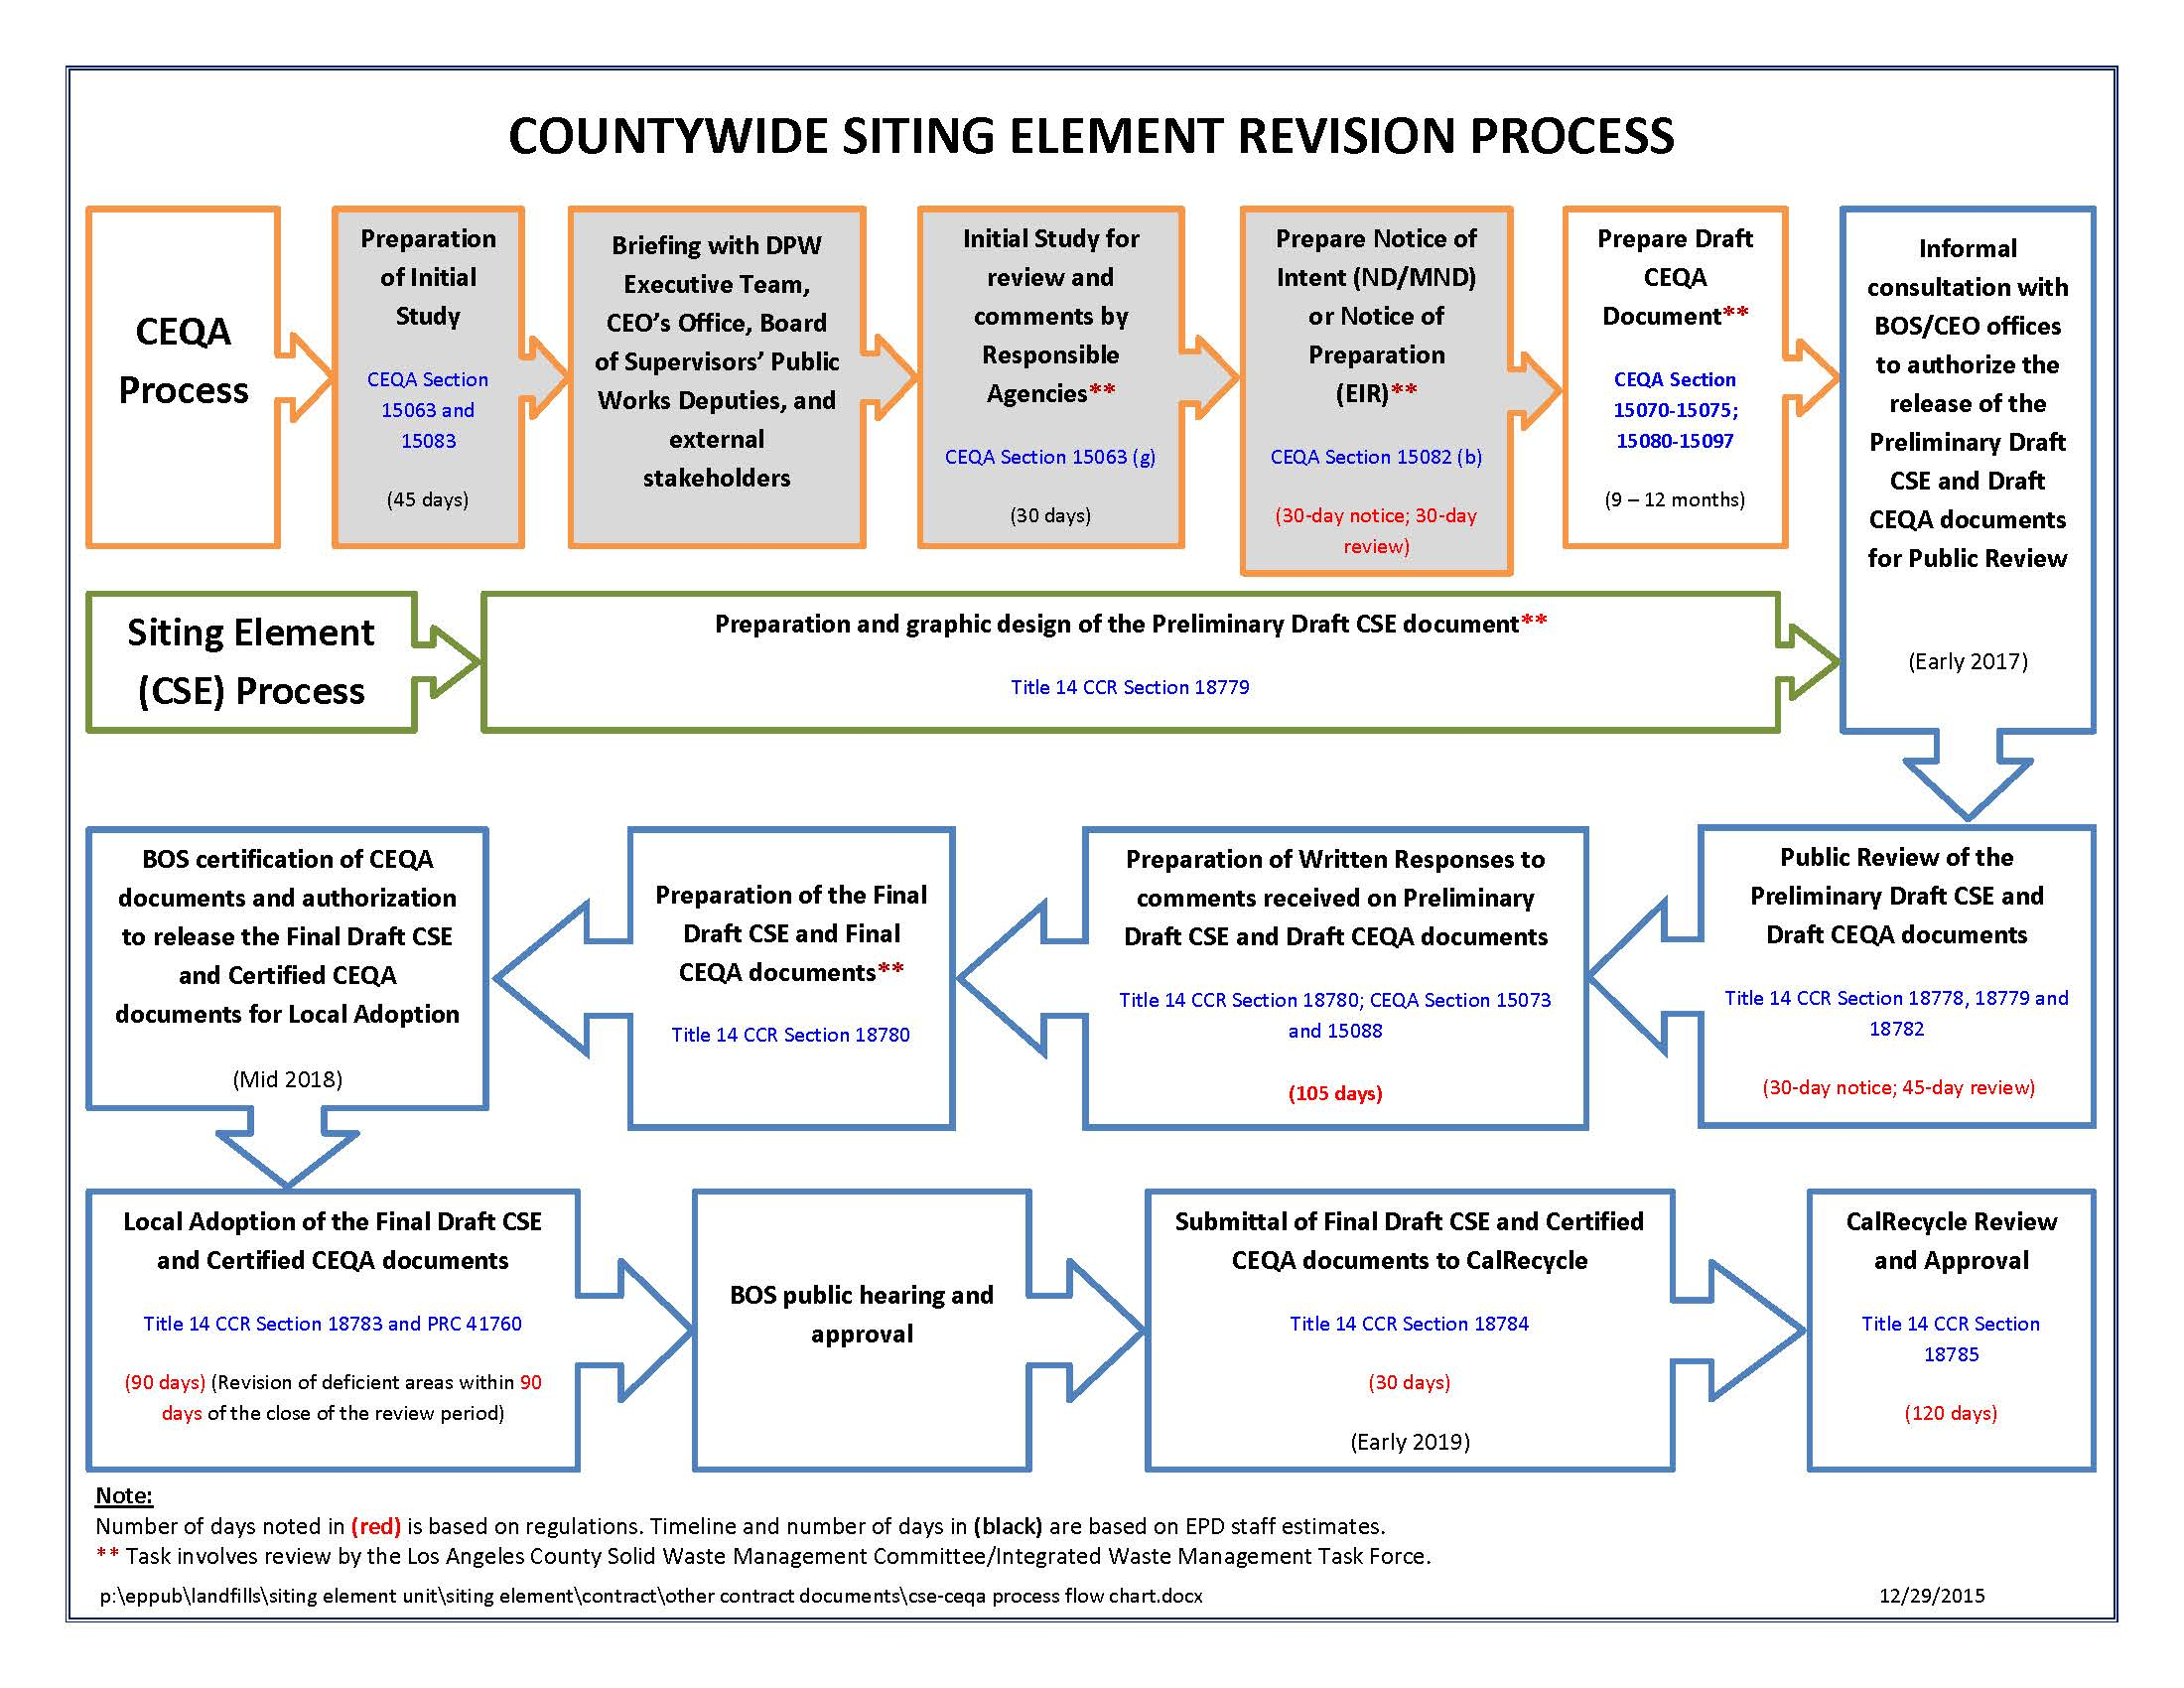 COUNTYWIDE SITING ELEMENT REVISION PROCESS
CEQA
Process
Preparation
of Initial
Study
CEQA Section
15063 and
15083
(45 days)
Briefing with DPW
Executive Team,
CEO's Office, Board
of Supervisors' Public
Works Deputies, and
external
stakeholders
Initial Study for
review and
comments by
Responsible
Agencies**
CEQA Section 15063 (g)
(30 days)
Prepare Notice of
Intent (ND/MND)
or Notice of
Preparation
(EIR)**
CEQA Section 15082 (b)
(30-day notice; 30-day
review)
Prepare Draft
CEQA
Document**
CEQA Section
15070-15075;
15080-15097
(9 – 12 months)
Informal
consultation with
BOS/CEO offices
to authorize the
release of the
Preliminary Draft
CSE and Draft
CEQA documents
for Public Review
(Early 2017)
Siting Element
(CSE) Process
Preparation and graphic design of the Preliminary Draft CSE document**
Title 14 CCR Section 18779
Public Review of the
Preliminary Draft CSE and
Draft CEQA documents
Title 14 CCR Section 18778, 18779 and
18782
(30-day notice; 45-day review)
Preparation of Written Responses to
comments received on Preliminary
Draft CSE and Draft CEQA documents
Title 14 CCR Section 18780; CEQA Section 15073
and 15088
(105 days)
Preparation of the Final
Draft CSE and Final
CEQA documents**
Title 14 CCR Section 18780
BOS certification of CEQA
documents and authorization
to release the Final Draft CSE
and Certified CEQA
documents for Local Adoption
(Mid 2018)
Local Adoption of the Final Draft CSE
and Certified CEQA documents
Title 14 CCR Section 18783 and PRC 41760
(90 days) (Revision of deficient areas within 90
days of the close of the review period)
BOS public hearing and
approval
Submittal of Final Draft CSE and Certified
CEQA documents to CalRecycle
Title 14 CCR Section 18784
(30 days)
(Early 2019)
CalRecycle Review
and Approval
Title 14 CCR Section
18785
(120 days)
Note:
Number of days noted in (red) is based on regulations. Timeline and number of days in (black) are based on EPD staff estimates.
** Task involves review by the Los Angeles County Solid Waste Management Committee/Integrated Waste Management Task Force.
p:\eppub\landfills\siting element unit\siting element\contract\other contract documents\cse-ceqa process flow chart.docx
12/29/2015